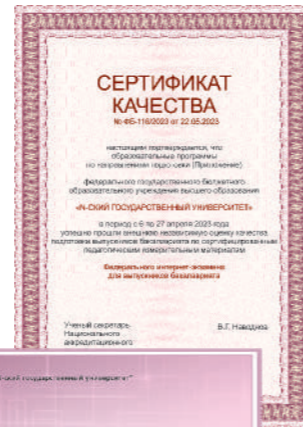 СЕРТИФИКАТ
КАЧЕСТВА
№ ФБ-116/2023 от 22.05.2023
настоящим подтверждается, что
образовательные программы
по направлениям подготовки (Приложение)
федерального государственного бюджетного
образовательного учреждения высшего образования
«N-СКИЙ ГОСУДАРСТВЕННЫЙ УНИВЕРСИТЕТ»
в период с 6 по 27 апреля 2023 года
успешно прошли внешнюю независимую оценку качества
подготовки выпускников бакалавриата по сертифицированным
педагогическим измерительным материалам
Федерального интернет-экзамена
для выпускников бакалавриата
Ученый секретарь
Национального
аккредитационного
В.Г. Наводнов
государственный университет"